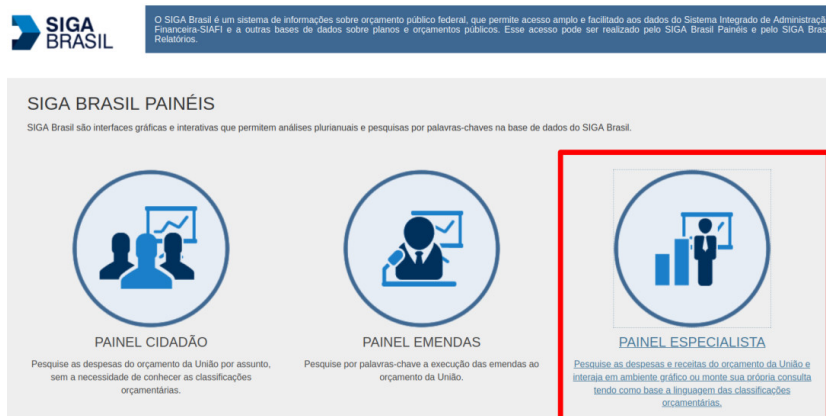 SIGA
BRASIL
O SIGA Brasil é um sistema de informações sobre orçamento público federal, que permite acesso amplo e facilitado aos dados do Sistema Integrado de Administraçã
Financeira-SIAFI e a outras bases de dados sobre planos e orçamentos públicos. Esse acesso pode ser realizado pelo SIGA Brasil Painéis e pelo SIGA Bras
Relatórios.
SIGA BRASIL PAINÉIS
SIGA Brasil são interfaces gráficas e interativas que permitem análises plurianuais e pesquisas por palavras-chaves na base de dados do SIGA Brasil.
PAINEL CIDADÃO
Pesquise as despesas do orçamento da União por assunto,
sem a necessidade de conhecer as classificações
orçamentárias.
PAINEL EMENDAS
Pesquise por palavras-chave a execução das emendas ao
orçamento da União.
PAINEL ESPECIALISTA
Pesquise as despesas e receitas do orçamento da União e
interaja em ambiente gráfico ou monte sua própria consulta
tendo como base a linguagem das classificações
orçamentárias.